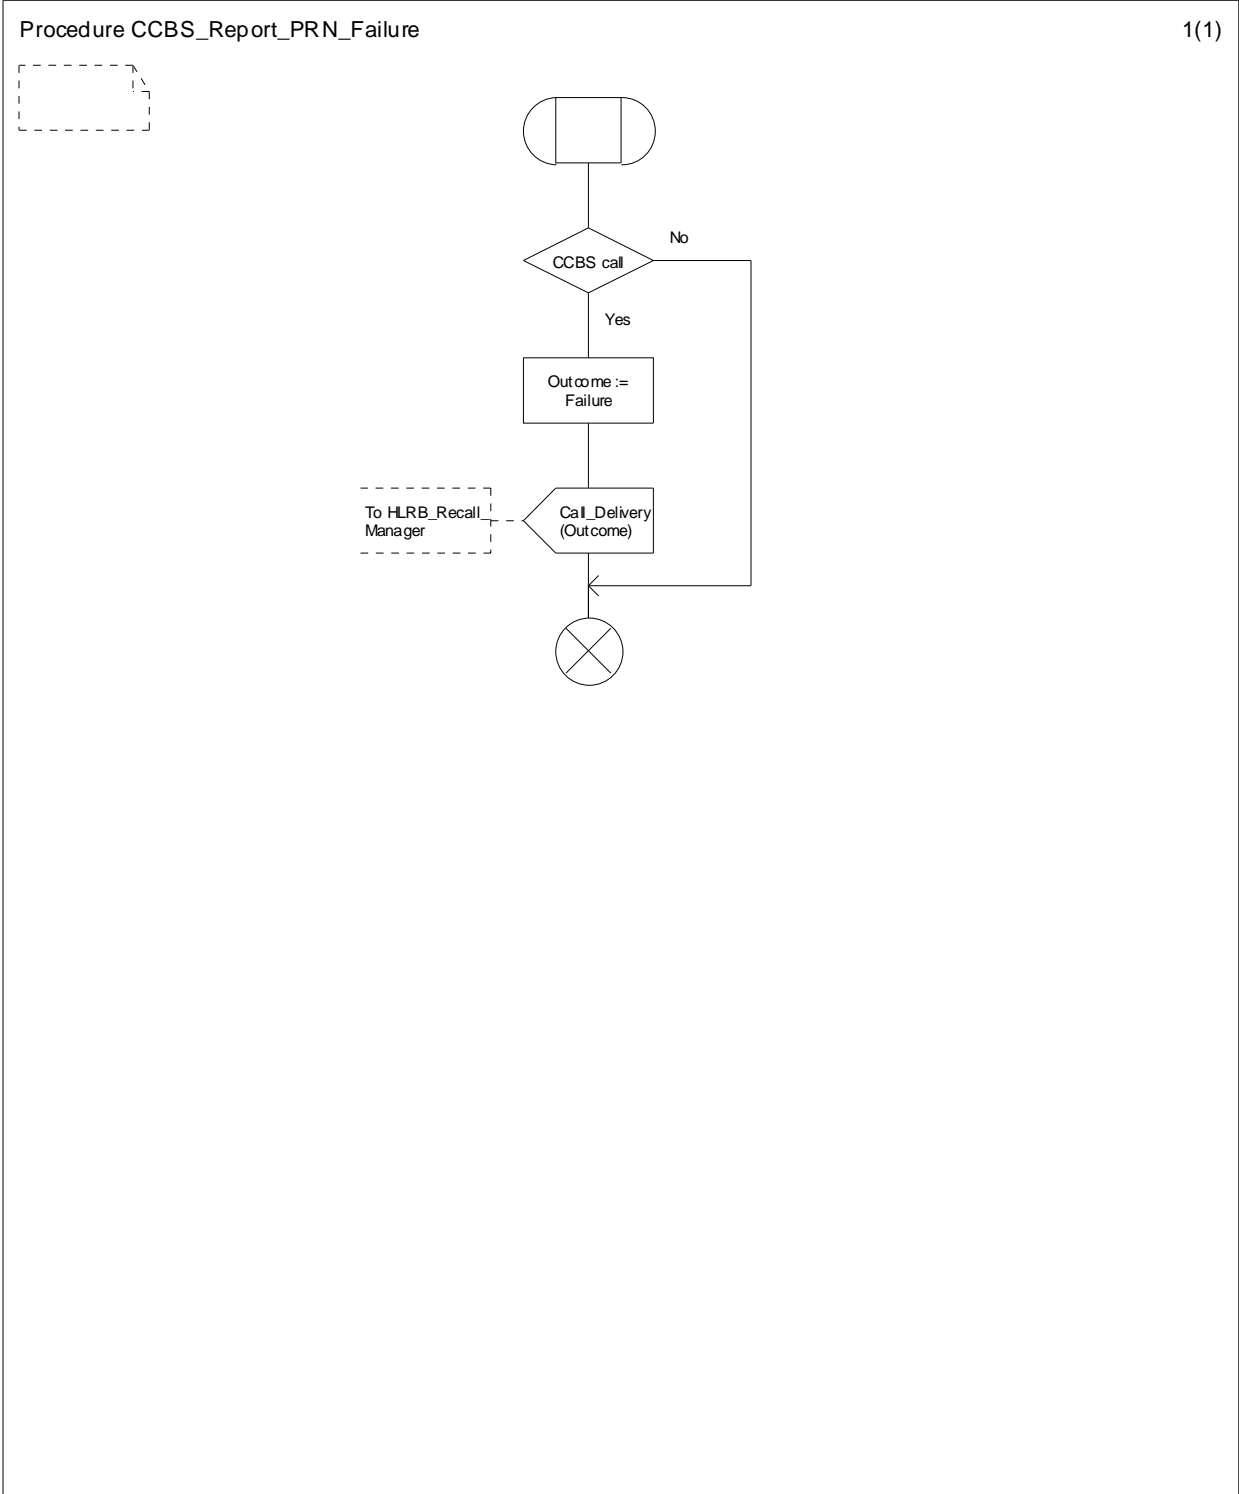 Procedure CCBS_Report_PRN_Failure
1(1)
CCBS call
No
Yes
Outcome :=
Failure
To HLRB_Recall_
Manager
Call_Delivery
(Outcome)